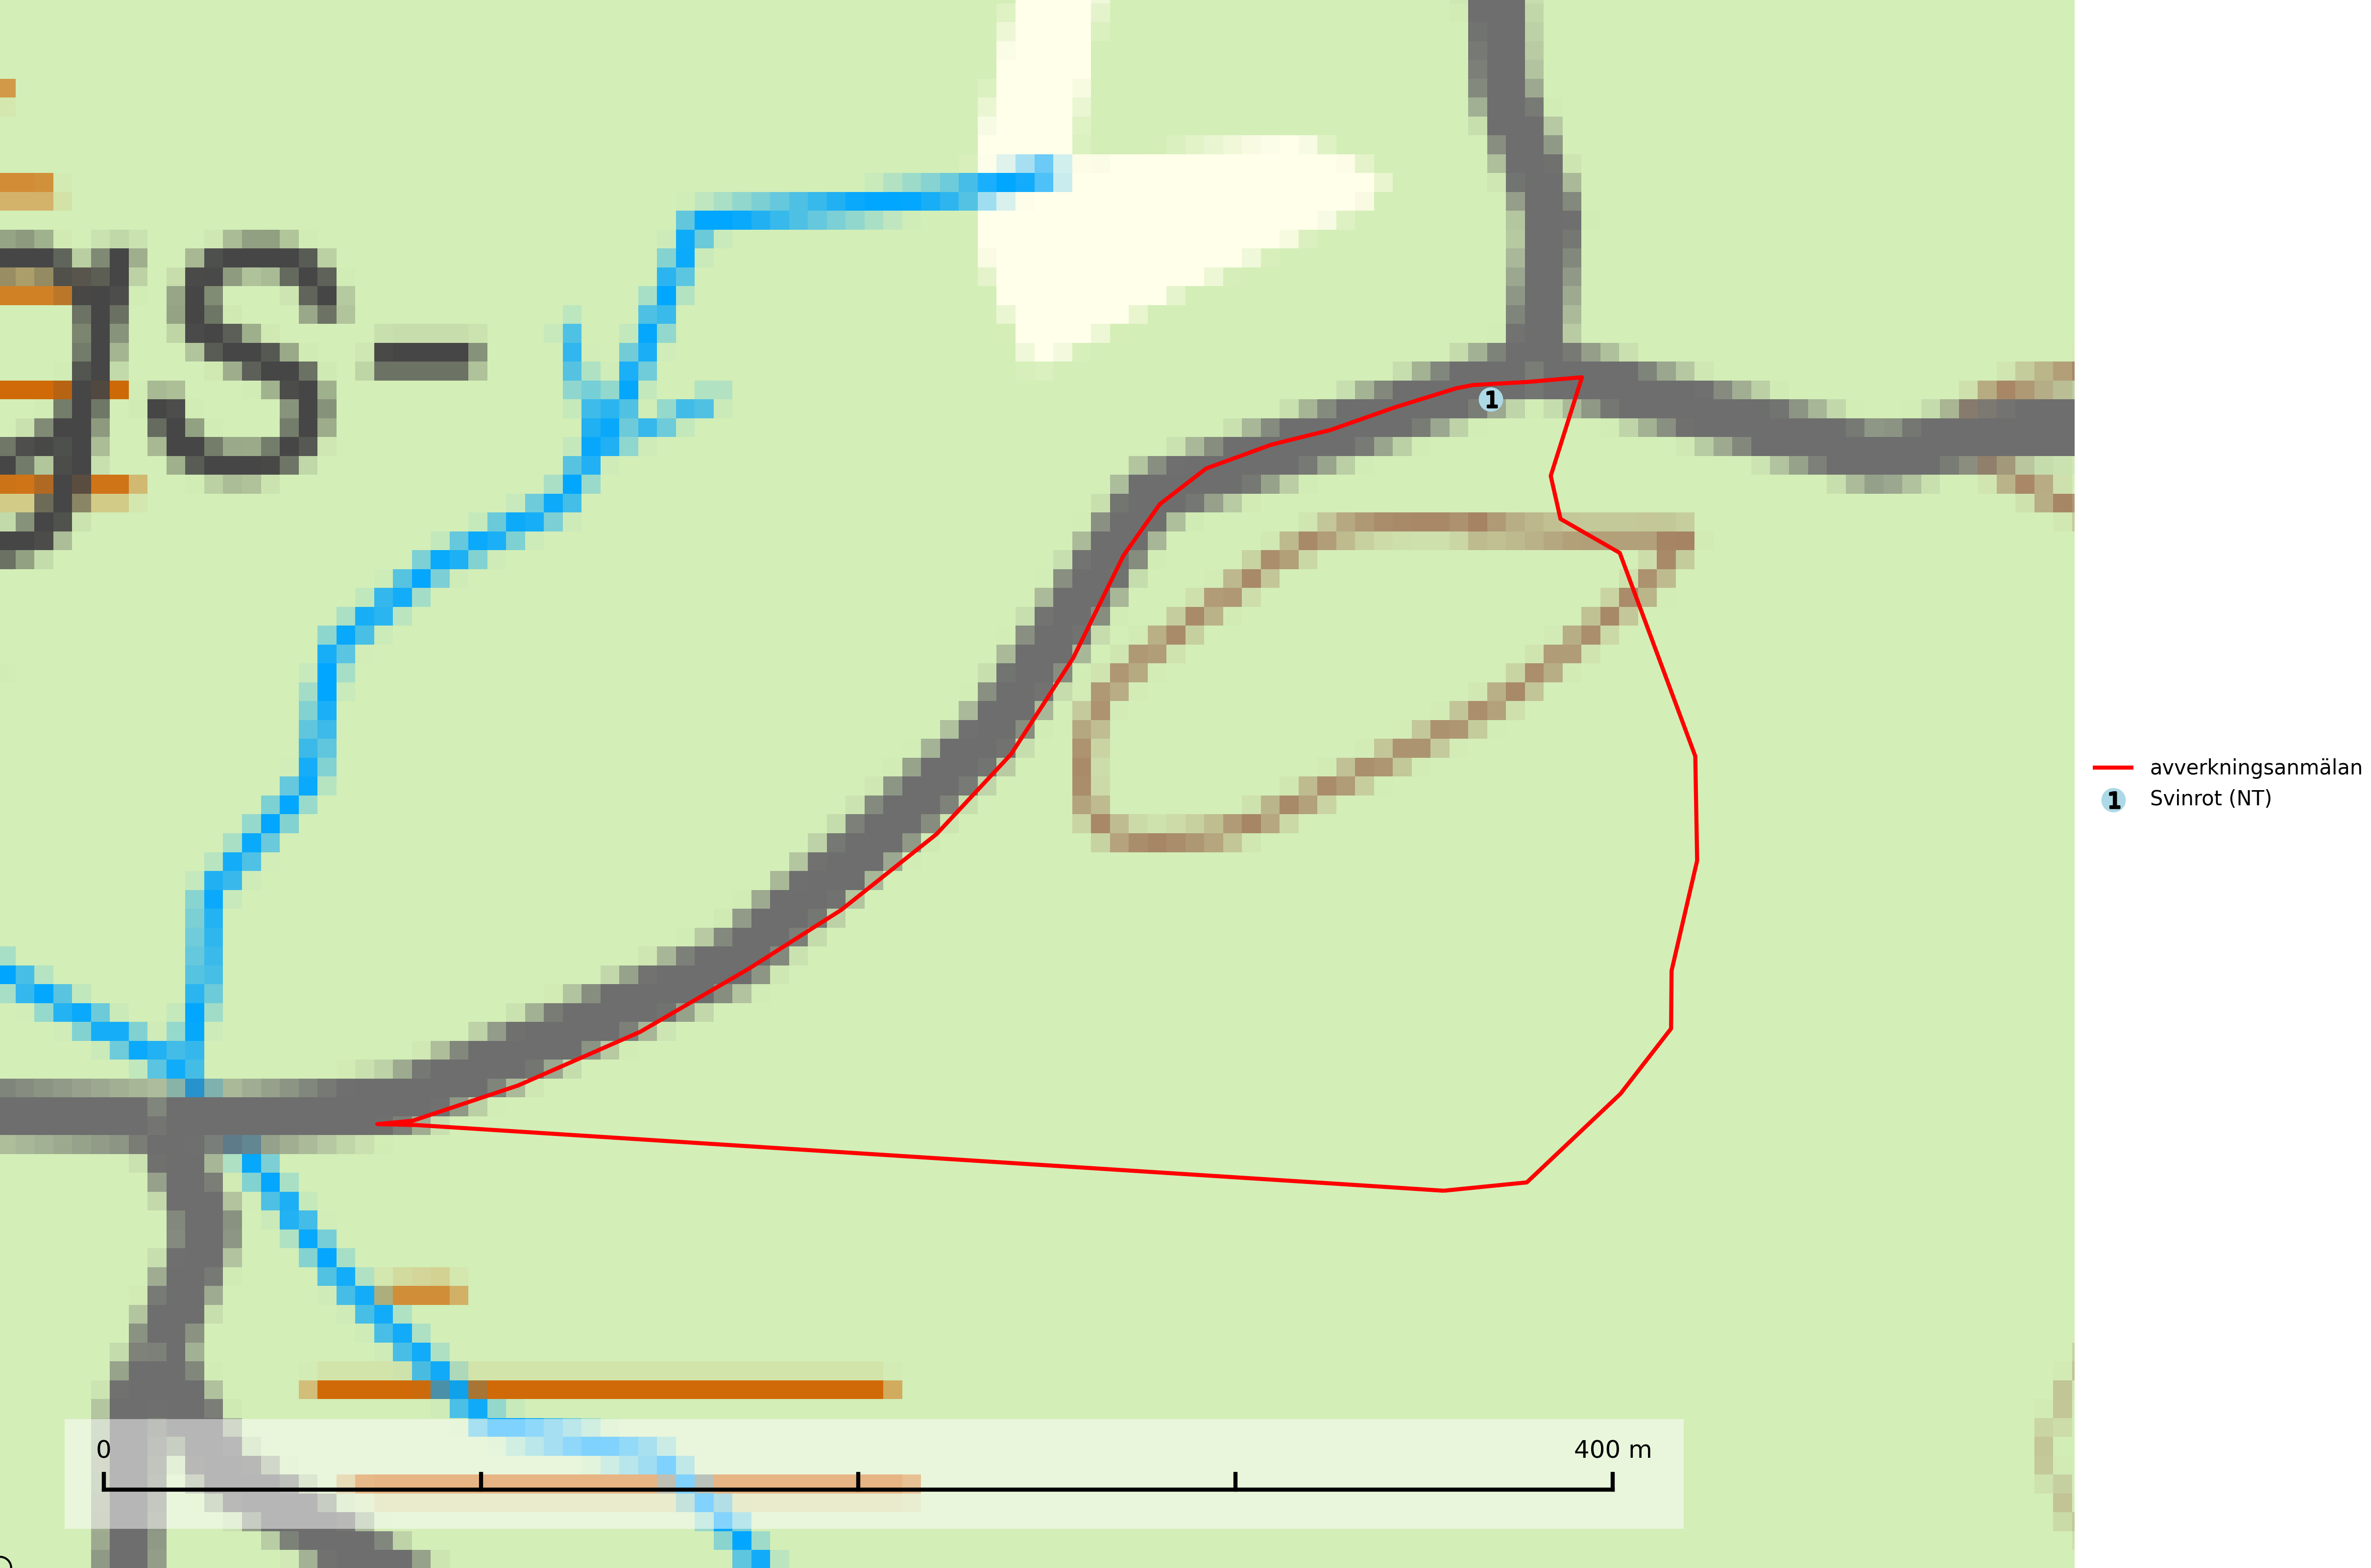 S-
1
avverkningsanmälan
1 Svinrot (NT)
0 400 m